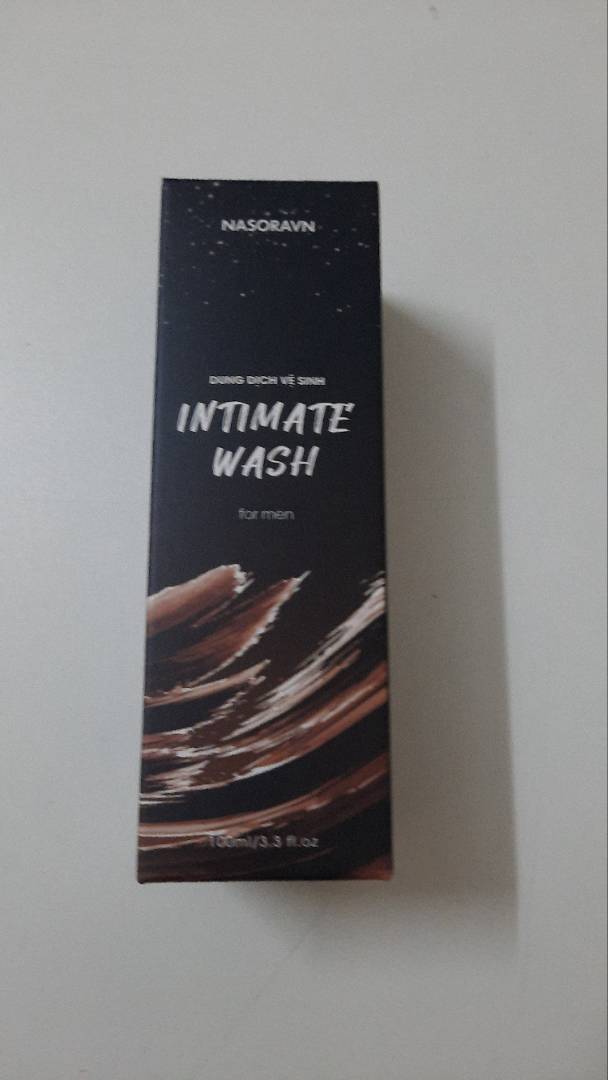 NASORAVN
DUNG DỊCH VỆ SINH
INTIMATE
WASH
for men
100ml/3.3 fl.oz